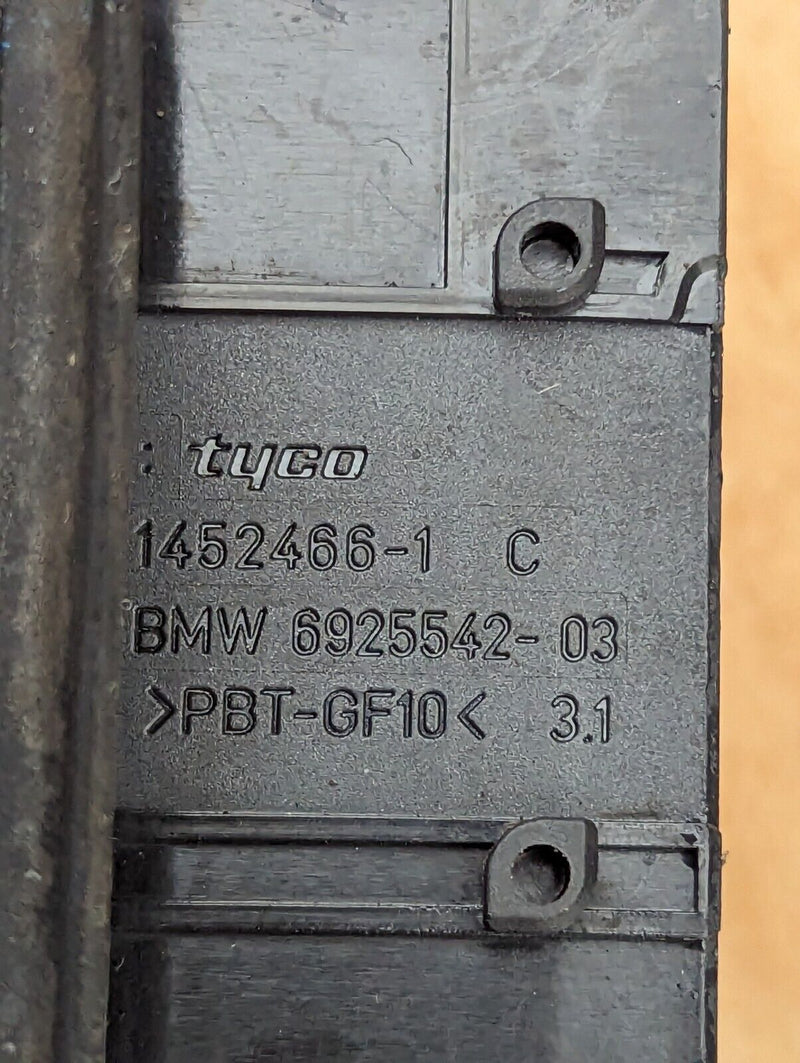 : tyco
1452466-1 C
BMW 6925542-03
>PBT-GF10< 3.1